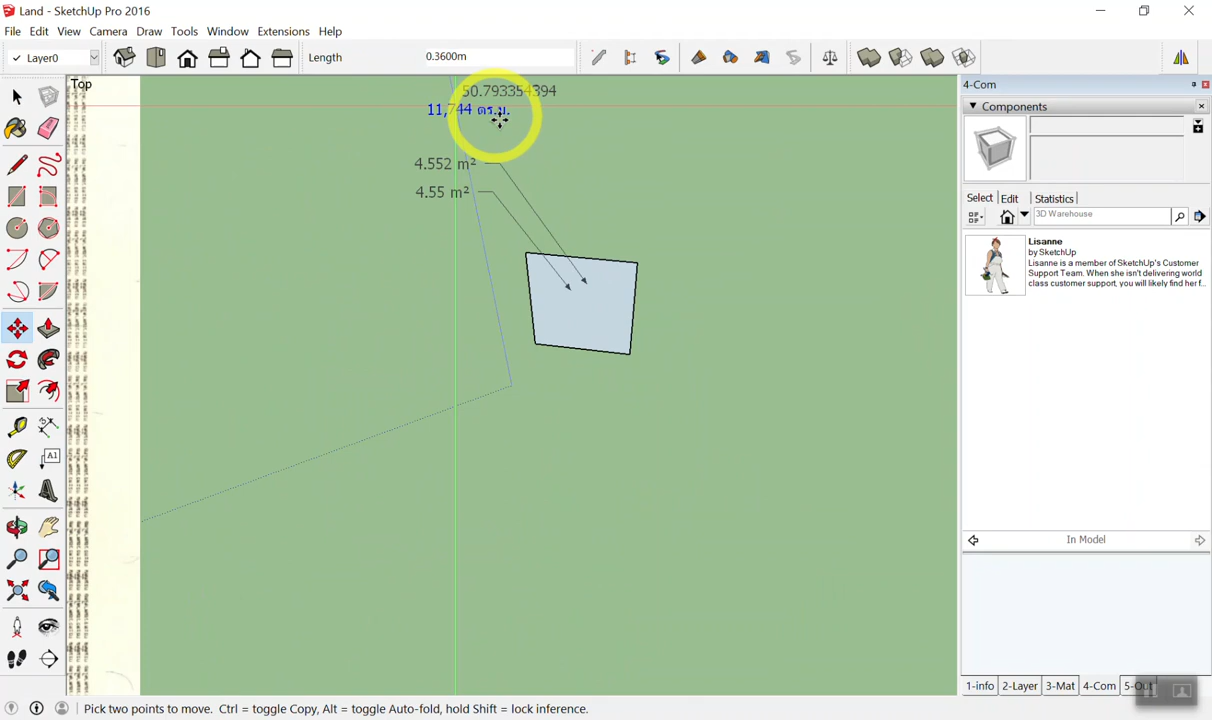 Land - SketchUp Pro 2016
File Edit View Camera Draw Tools Window Extensions Help
Layer0
Length 0.3600m
Top
50.793354394
11,744 ตร.ม.
4.552 m²
4.55 m²
A1
4-Com
Components
Select Edit Statistics
3D Warehouse
Lisanne
by SketchUp
Lisanne is a member of SketchUp's Customer
Support Team. When she isn't delivering world
class customer support, you will likely find her f...
In Model
1-info 2-Layer 3-Mat 4-Com
Pick two points to move. Ctrl = toggle Copy, Alt = toggle Auto-fold, hold Shift = lock inference.